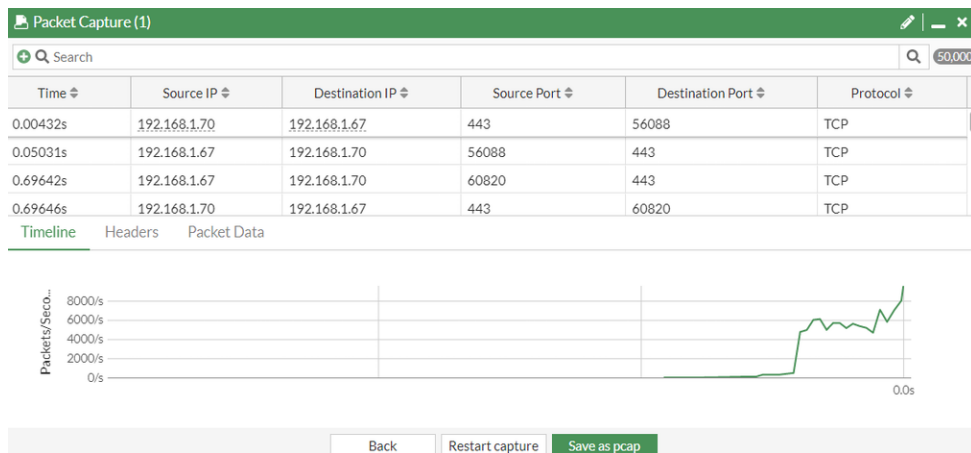 Packet Capture (1)
Search 50,000
Time Source IP Destination IP Source Port Destination Port Protocol
0.00432s 192.168.1.70 192.168.1.67 443 56088 TCP
0.05031s 192.168.1.67 192.168.1.70 56088 443 TCP
0.69642s 192.168.1.67 192.168.1.70 60820 443 TCP
0.69646s 192.168.1.70 192.168.1.67 443 60820 TCP
Timeline Headers Packet Data
Packets/Seco...
8000/s
6000/s
4000/s
2000/s
0/s
0.0s
Back Restart capture Save as pcap